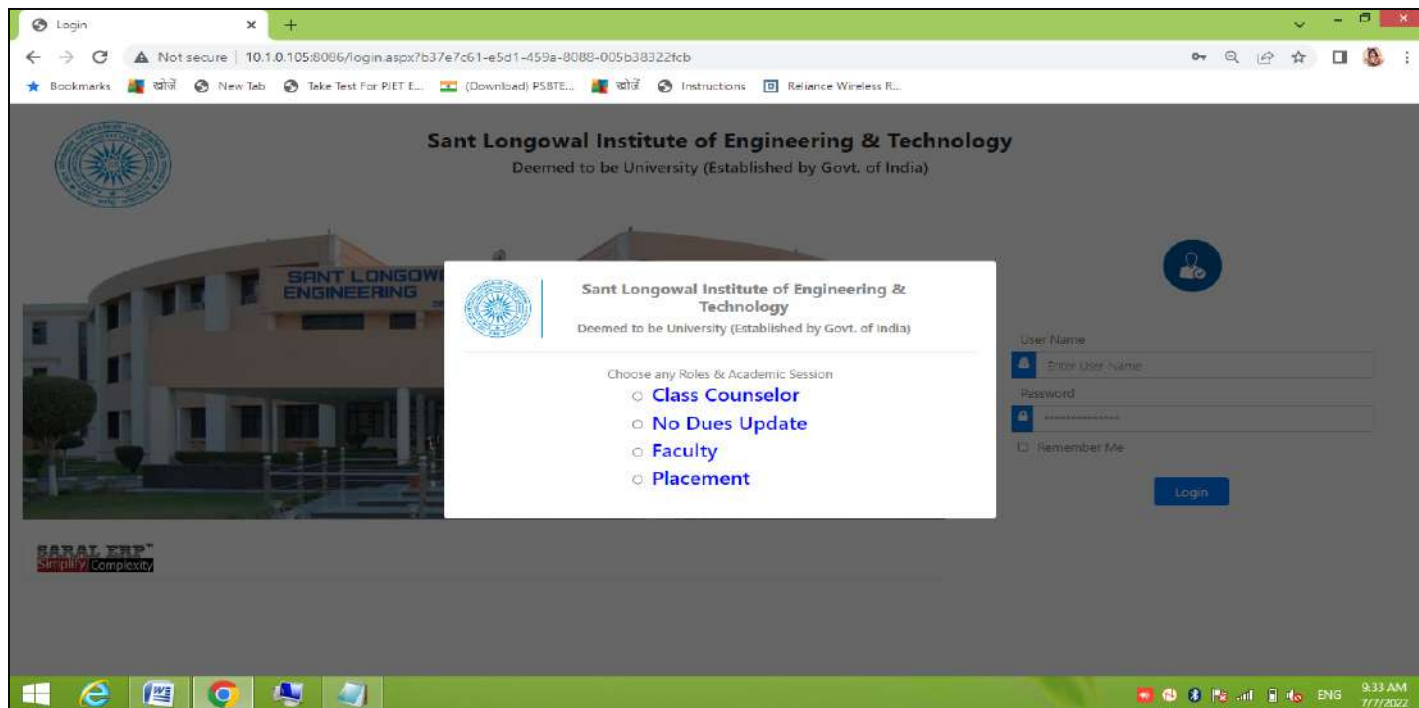 Login
Not secure | 10.1.0.105:8086/login.aspx?b37e7c61-e5d1-459a-8088-005b38322fcb
Bookmarks खोजें New Tab Take Test For PJET E... (Download) PSBTE... खोजें Instructions Reliance Wireless R...
Sant Longowal Institute of Engineering & Technology
Deemed to be University (Established by Govt. of India)
SANT LONGOW
ENGINEERING
Sant Longowal Institute of Engineering &
Technology
Deemed to be University (Established by Govt. of India)
Choose any Roles & Academic Session
Class Counselor
No Dues Update
Faculty
Placement
User Name
Enter User Name
Password
Remember Me
Login
SARAL ERP
Simplify Complexity
ENG
9:33 AM
7/7/2022